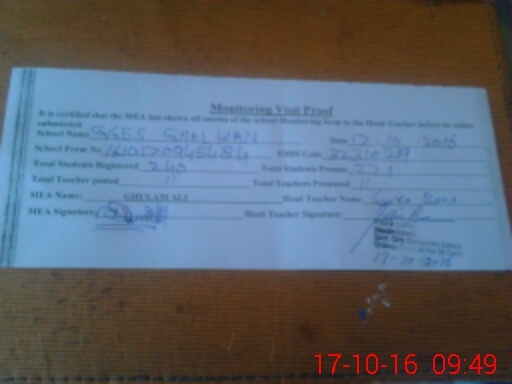 Monitoring Visit Proof
It is certified that the MEA has shown all entries of the school Monitoring form to the Head Teacher before its online
submission
School Name GGES GHALWAN Date 17-10-2016
School Form No. EMIS Code
Total Students Registered 240 Total Students Present 221
Total Teacher posted 11 Total Teachers Presented 11
MEA Name: GHULAM ALI Head Teacher Name
MEA Signature: Head Teacher Signature:
17-10-2016
17-10-16 09:49